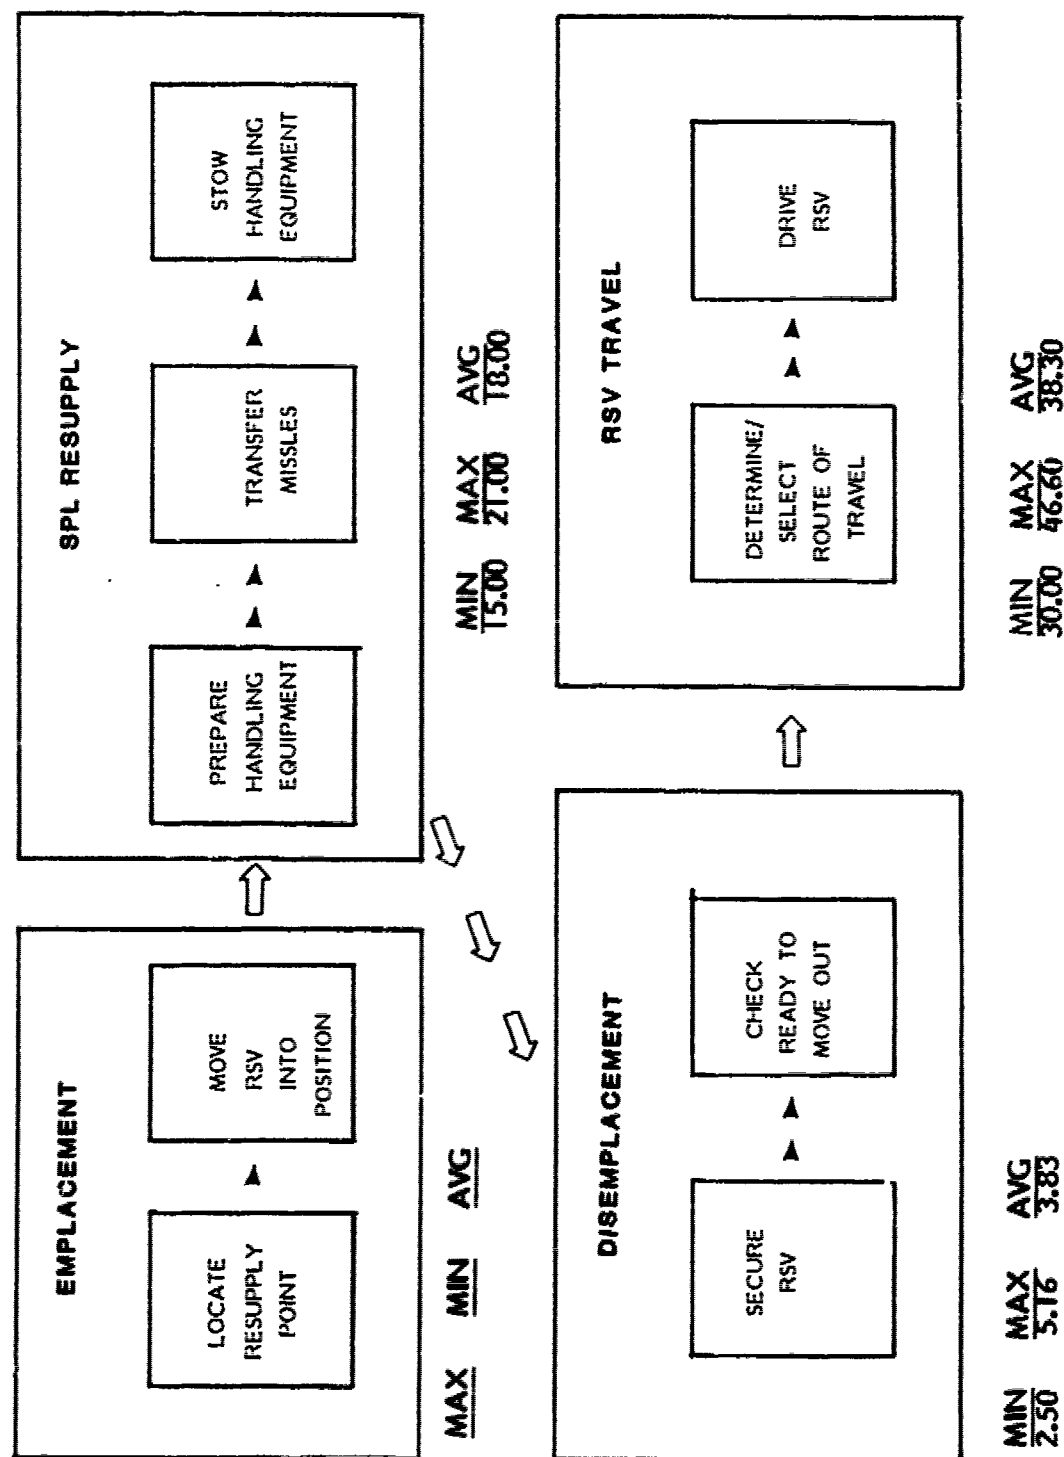 EMPLACEMENT
LOCATE
RESUPPLY
POINT
MOVE
RSV
INTO
POSITION
MAX MIN AVG
SPL RESUPPLY
PREPARE
HANDLING
EQUIPMENT
TRANSFER
MISSLES
STOW
HANDLING
EQUIPMENT
MIN MAX AVG
15.00 21.00 18.00
DISEMPLACEMENT
SECURE
RSV
CHECK
READY TO
MOVE OUT
MIN MAX AVG
2.50 5.16 3.83
RSV TRAVEL
DETERMINE/
SELECT
ROUTE OF
TRAVEL
DRIVE
RSV
MIN MAX AVG
30.00 46.60 38.30